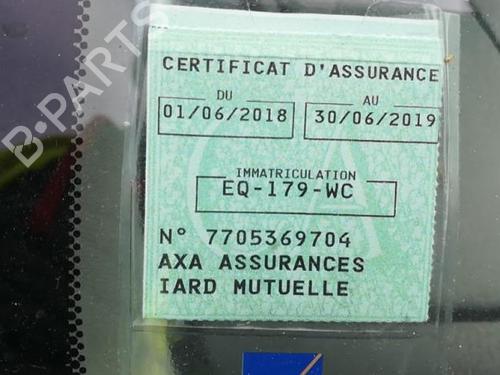 CERTIFICAT D'ASSURANCE
DU AU
01/06/2018 30/06/2019
IMMATRICULATION
EQ-179-WC
N° 7705369704
AXA ASSURANCES
IARD MUTUELLE
B-PARTS